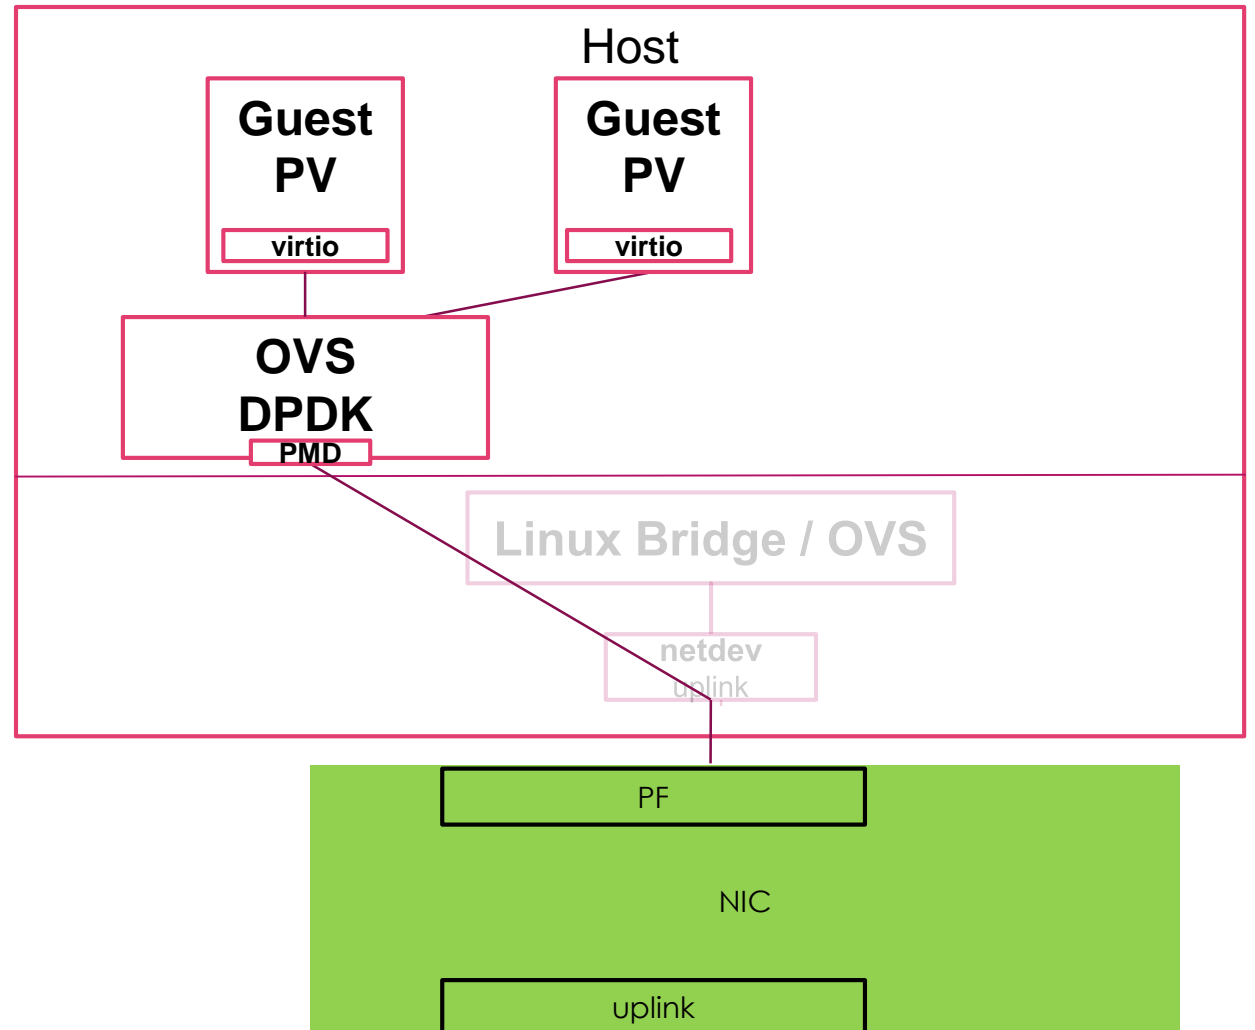 Host
Guest
PV
virtio
Guest
PV
virtio
OVS
DPDK
PMD
Linux Bridge / OVS
netdev
uplink
PF
NIC
uplink